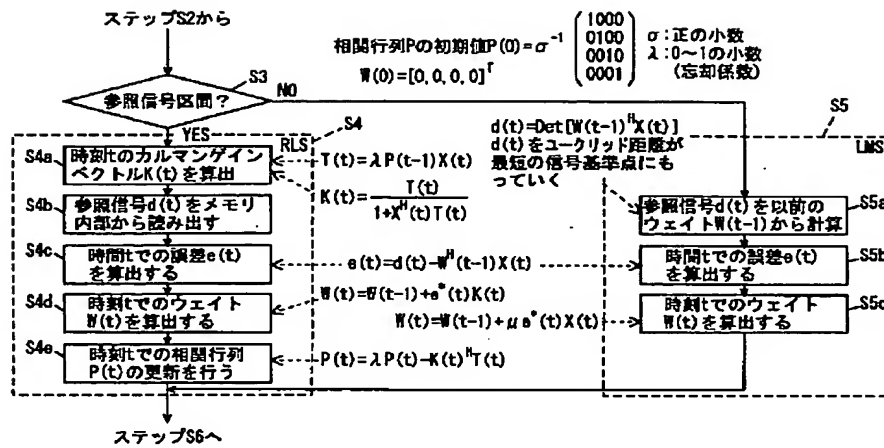 ステップS2から
相関行列Pの初期値P(0)=σ⁻¹
1000
0100
0010
0001
σ:正の小数
λ:0~1の小数
(忘却係数)
W(0)=[0,0,0,0]ᵀ
S3
参照信号区間?
NO
YES
S4
RLS
S4a
時刻tのカルマンゲイン
ベクトルK(t)を算出
T(t)=λP(t-1)X(t)
K(t)=T(t)/1+Xᴴ(t)T(t)
S4b
参照信号d(t)をメモリ
内部から読み出す
S4c
時間tでの誤差e(t)
を算出する
e(t)=d(t)-Wᴴ(t-1)X(t)
S4d
時刻tでのウェイト
W(t)を算出する
W(t)=W(t-1)+e*(t)K(t)
S4e
時刻tでの相関行列
P(t)の更新を行う
P(t)=λP(t-1)-K(t)ᴴT(t)
S5
LMS
d(t)=Det[W(t-1)ᴴX(t)]
d(t)をユークリッド距離が
最短の信号基準点にも
っていく
S5a
参照信号d(t)を以前の
ウェイトW(t-1)から計算
S5b
時間tでの誤差e(t)
を算出する
S5c
時刻tでのウェイト
W(t)を算出する
W(t)=W(t-1)+μe*(t)X(t)
ステップS6へ